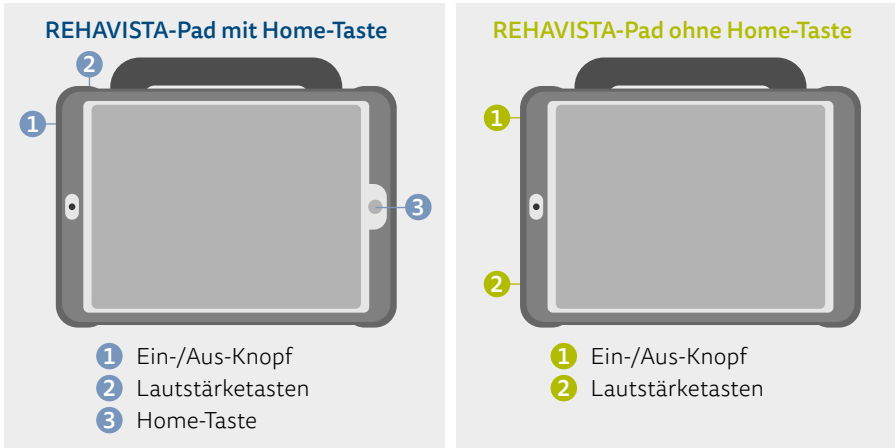 REHAVISTA-Pad mit Home-Taste
2
1
3
1 Ein-/Aus-Knopf
2 Lautstärketasten
3 Home-Taste
REHAVISTA-Pad ohne Home-Taste
1
2
1 Ein-/Aus-Knopf
2 Lautstärketasten